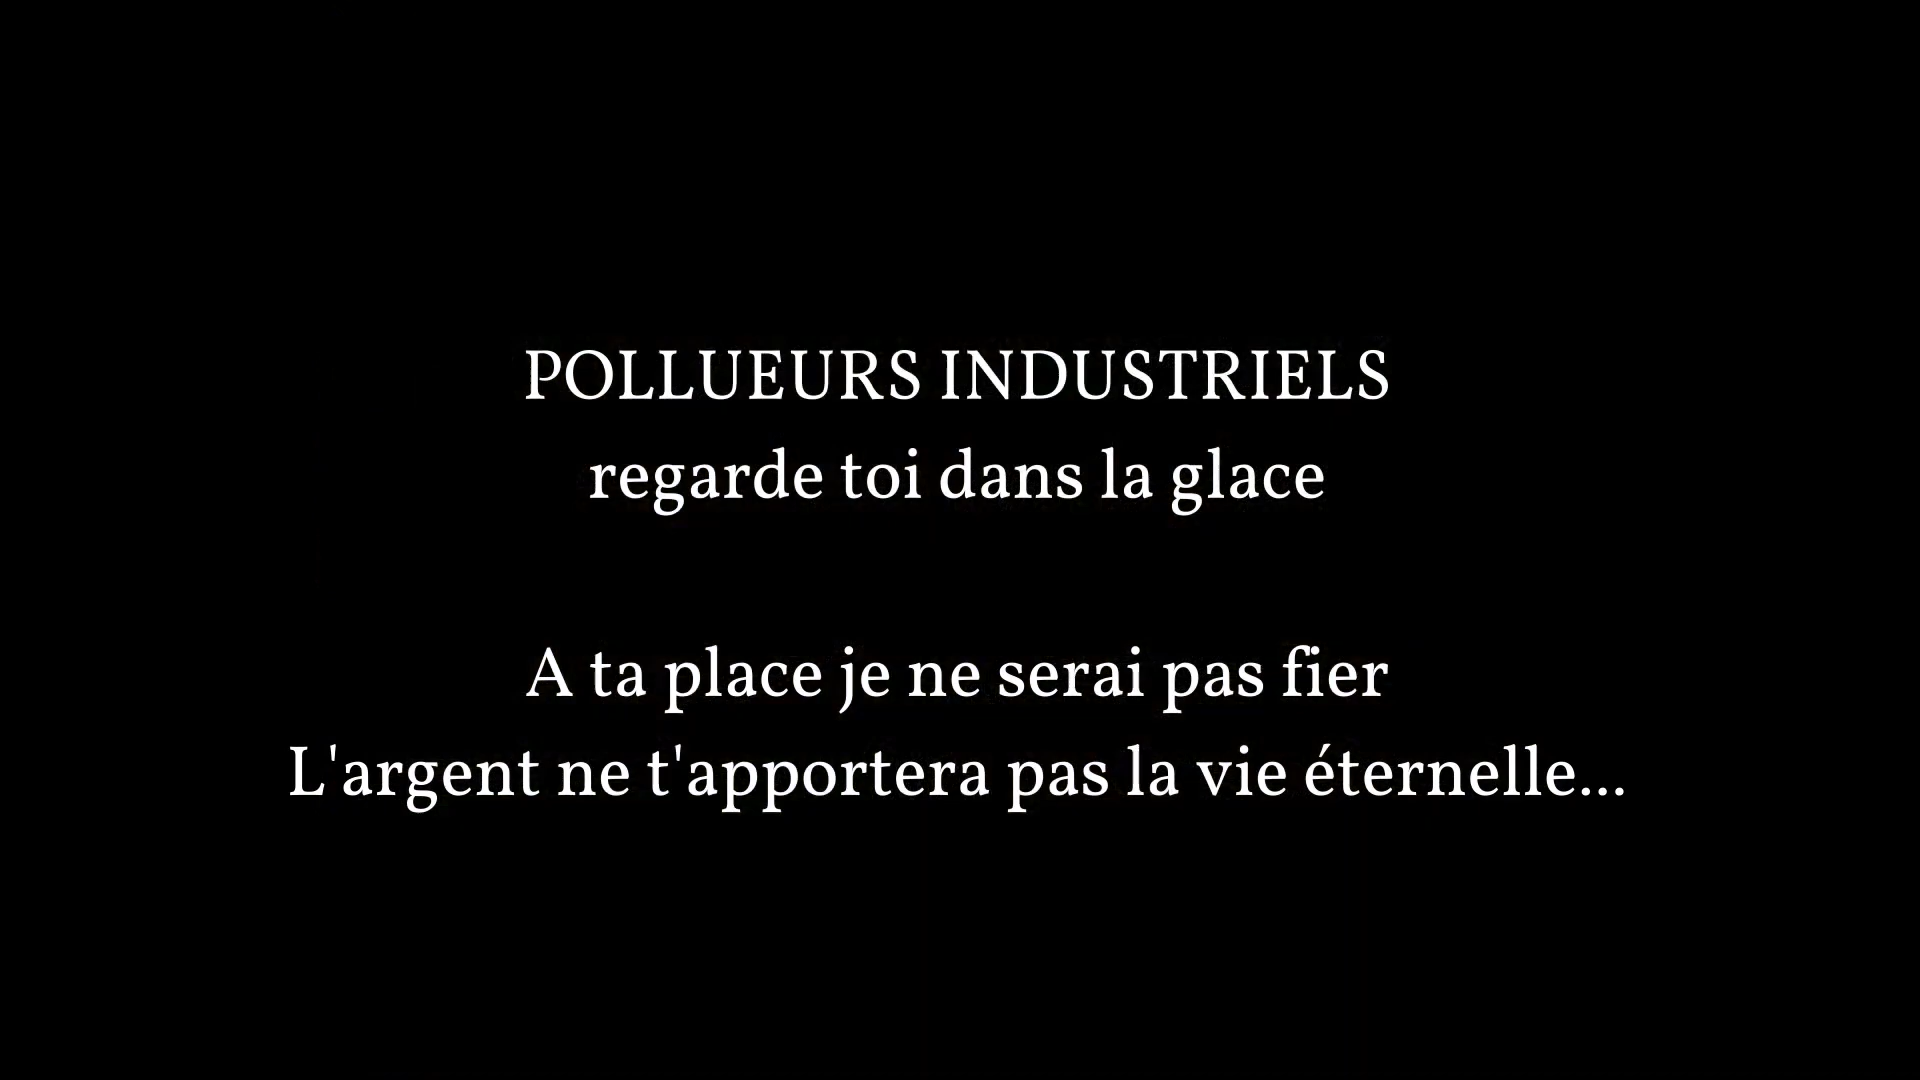 POLLUEURS INDUSTRIELS
regarde toi dans la glace
A ta place je ne serai pas fier
L'argent ne t'apportera pas la vie éternelle...